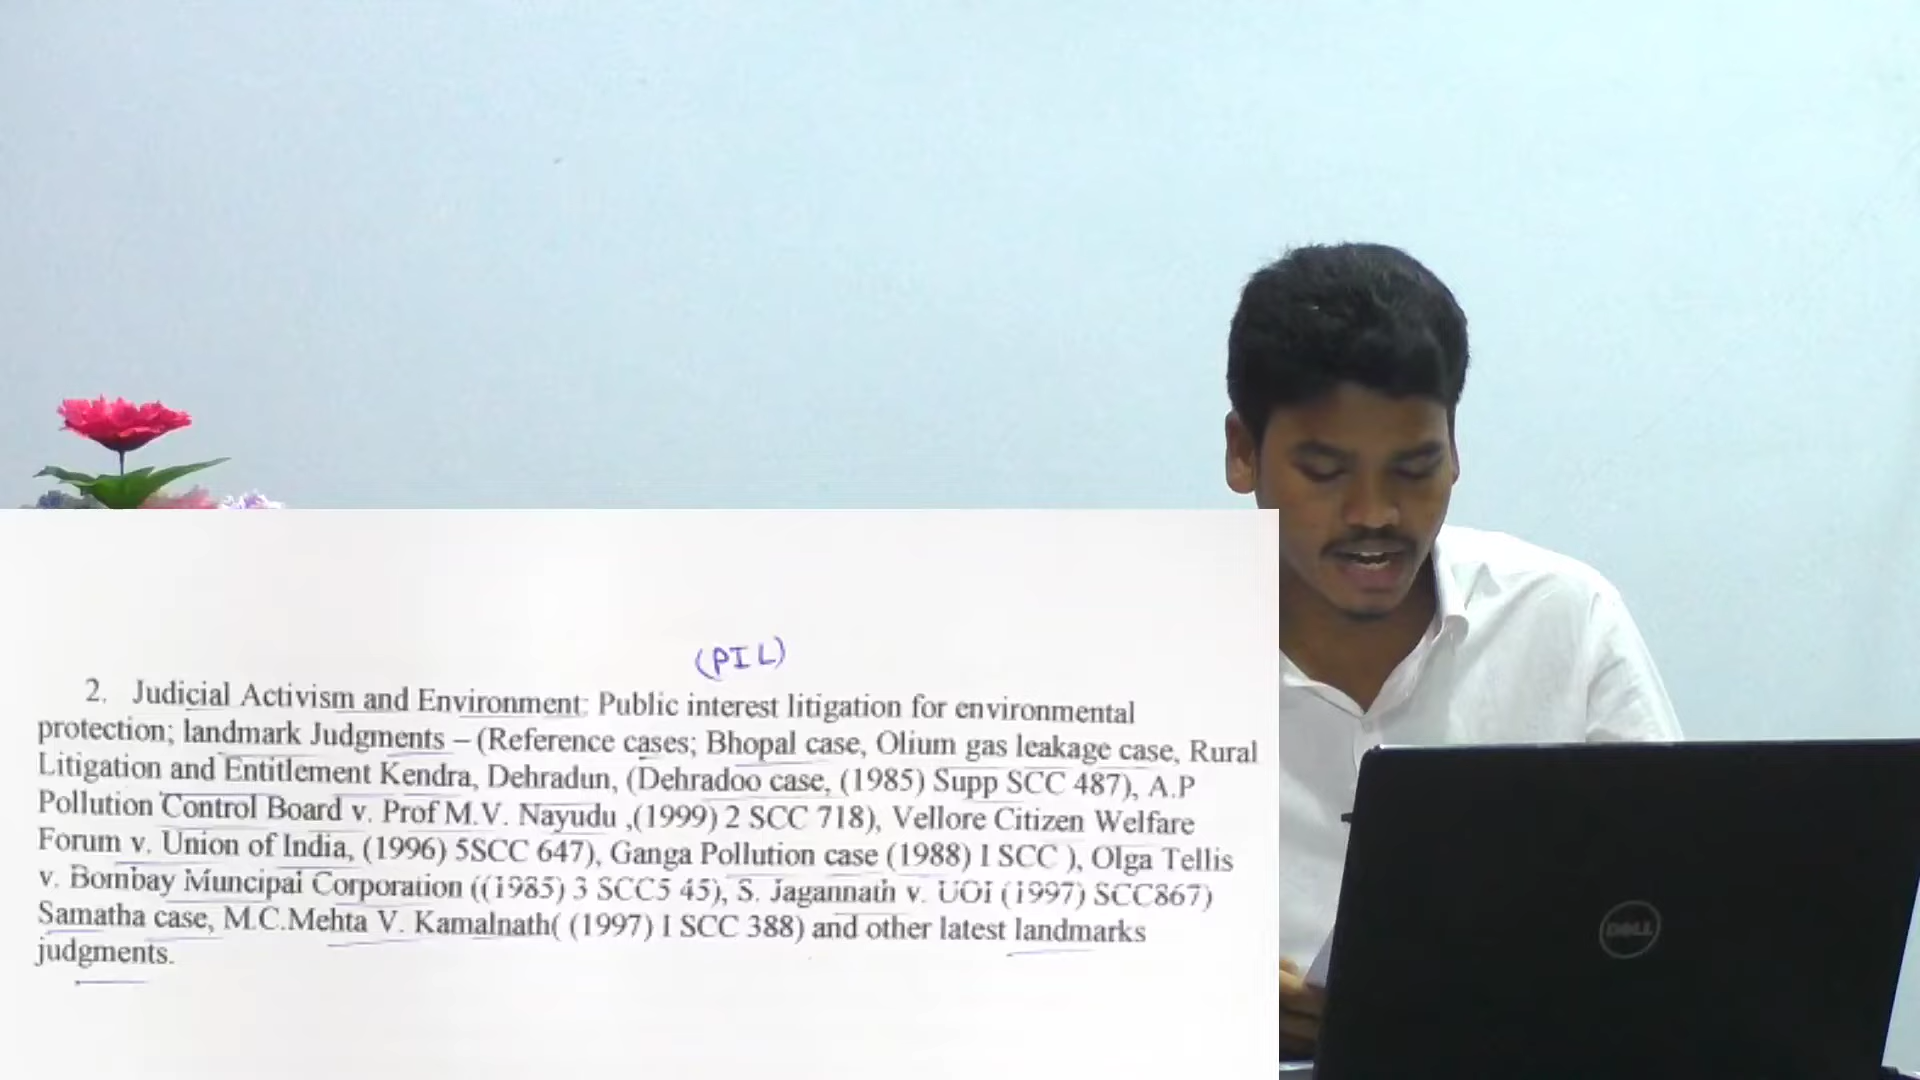 (PIL)
2. Judicial Activism and Environment: Public interest litigation for environmental
protection; landmark Judgments – (Reference cases; Bhopal case, Olium gas leakage case, Rural
Litigation and Entitlement Kendra, Dehradun, (Dehradoo case, (1985) Supp SCC 487), A.P
Pollution Control Board v. Prof M.V. Nayudu ,(1999) 2 SCC 718), Vellore Citizen Welfare
Forum v. Union of India, (1996) 5SCC 647), Ganga Pollution case (1988) I SCC ), Olga Tellis
v. Bombay Muncipal Corporation ((1985) 3 SCC5 45), S. Jagannath v. UOI (1997) SCC867)
Samatha case, M.C.Mehta V. Kamalnath( (1997) I SCC 388) and other latest landmarks
judgments.
DELL